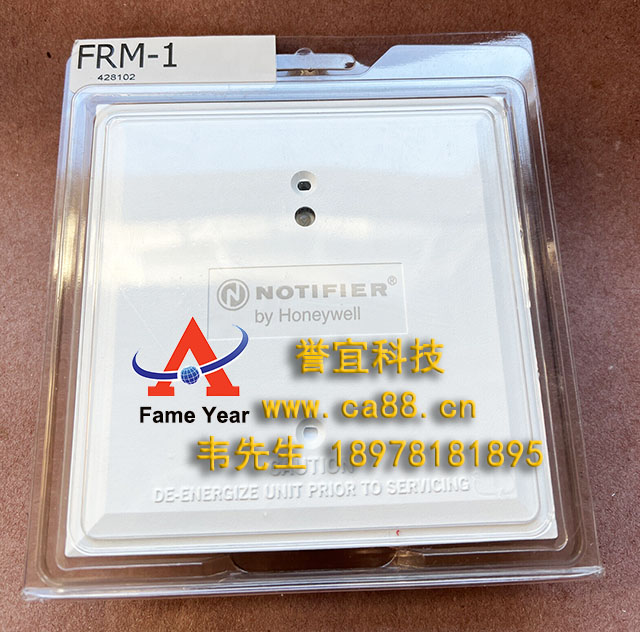 FRM-1
428102
NOTIFIER®
by Honeywell
誉宜科技
Fame Year
www.ca88.cn
韦先生 18978181895
CAUTION
DE-ENERGIZE UNIT PRIOR TO SERVICING